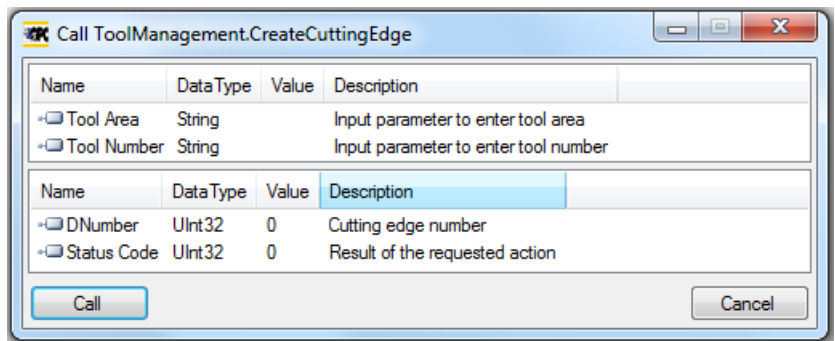 OPC Call ToolManagement.CreateCuttingEdge
Name DataType Value Description
Tool Area String Input parameter to enter tool area
Tool Number String Input parameter to enter tool number
Name DataType Value Description
DNumber UInt32 0 Cutting edge number
Status Code UInt32 0 Result of the requested action
Call Cancel